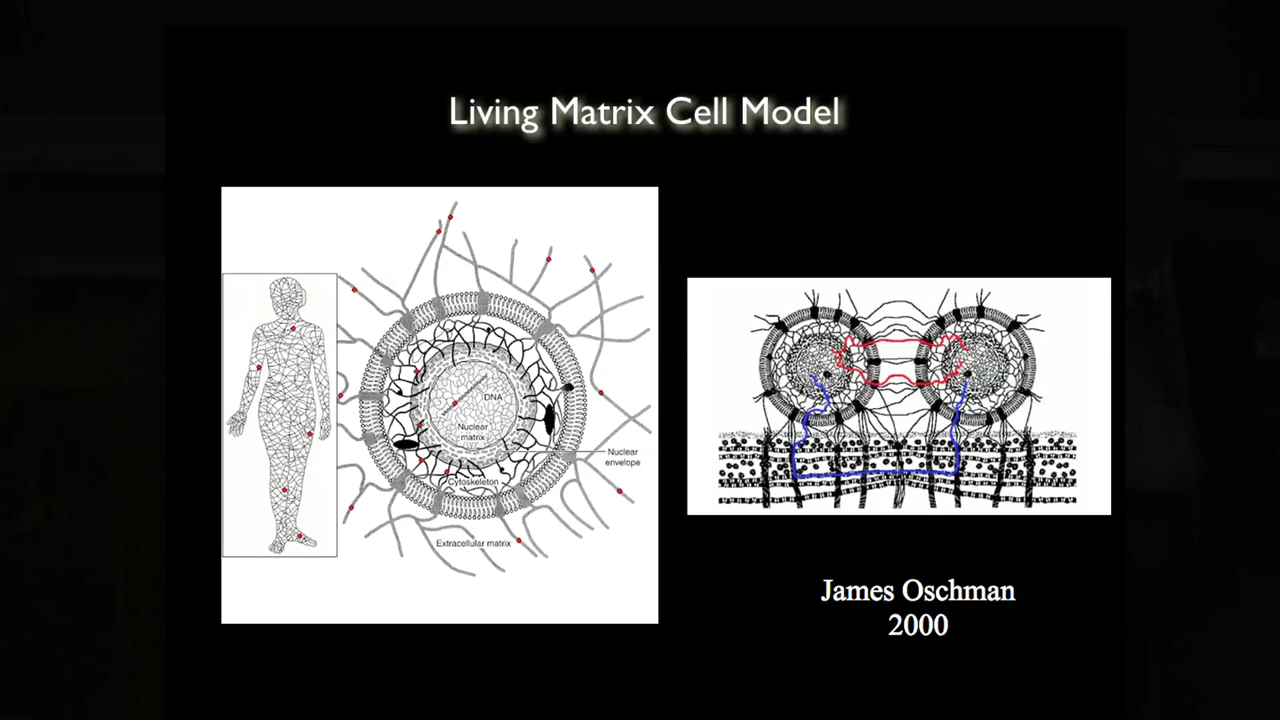 Living Matrix Cell Model
DNA
Nuclear
matrix
Nuclear
envelope
Cytoskeleton
Extracellular matrix
James Oschman
2000